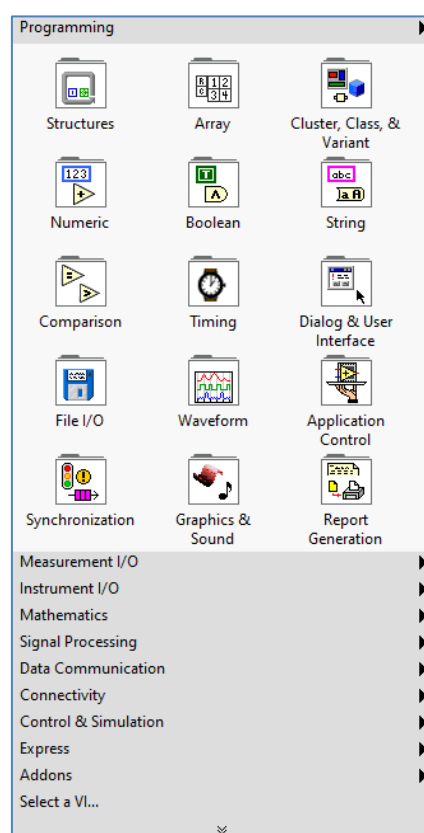 Programming
Structures
Array
Cluster, Class, &
Variant
Numeric
Boolean
String
Comparison
Timing
Dialog & User
Interface
File I/O
Waveform
Application
Control
Synchronization
Graphics &
Sound
Report
Generation
Measurement I/O
Instrument I/O
Mathematics
Signal Processing
Data Communication
Connectivity
Control & Simulation
Express
Addons
Select a VI...